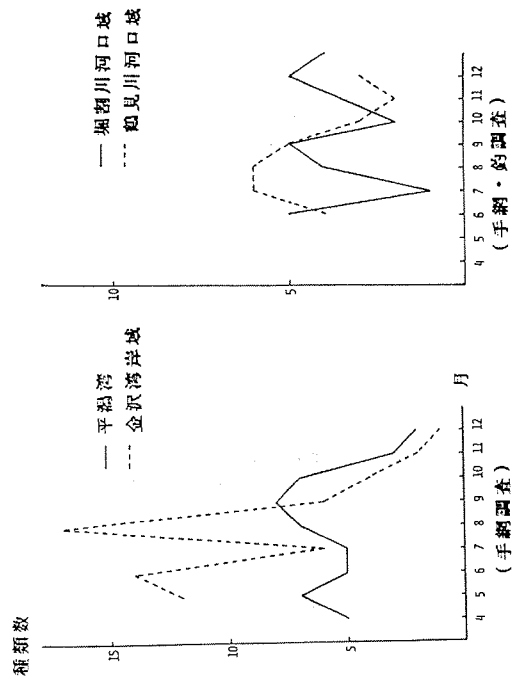 種類数
15
10
5
— 平潟湾
---- 金沢湾岸域
4 5 6 7 8 9 10 11 12 月
(手網調査)
10
5
— 堀割川河口域
---- 鶴見川河口域
4 5 6 7 8 9 10 11 12
(手網・釣調査)